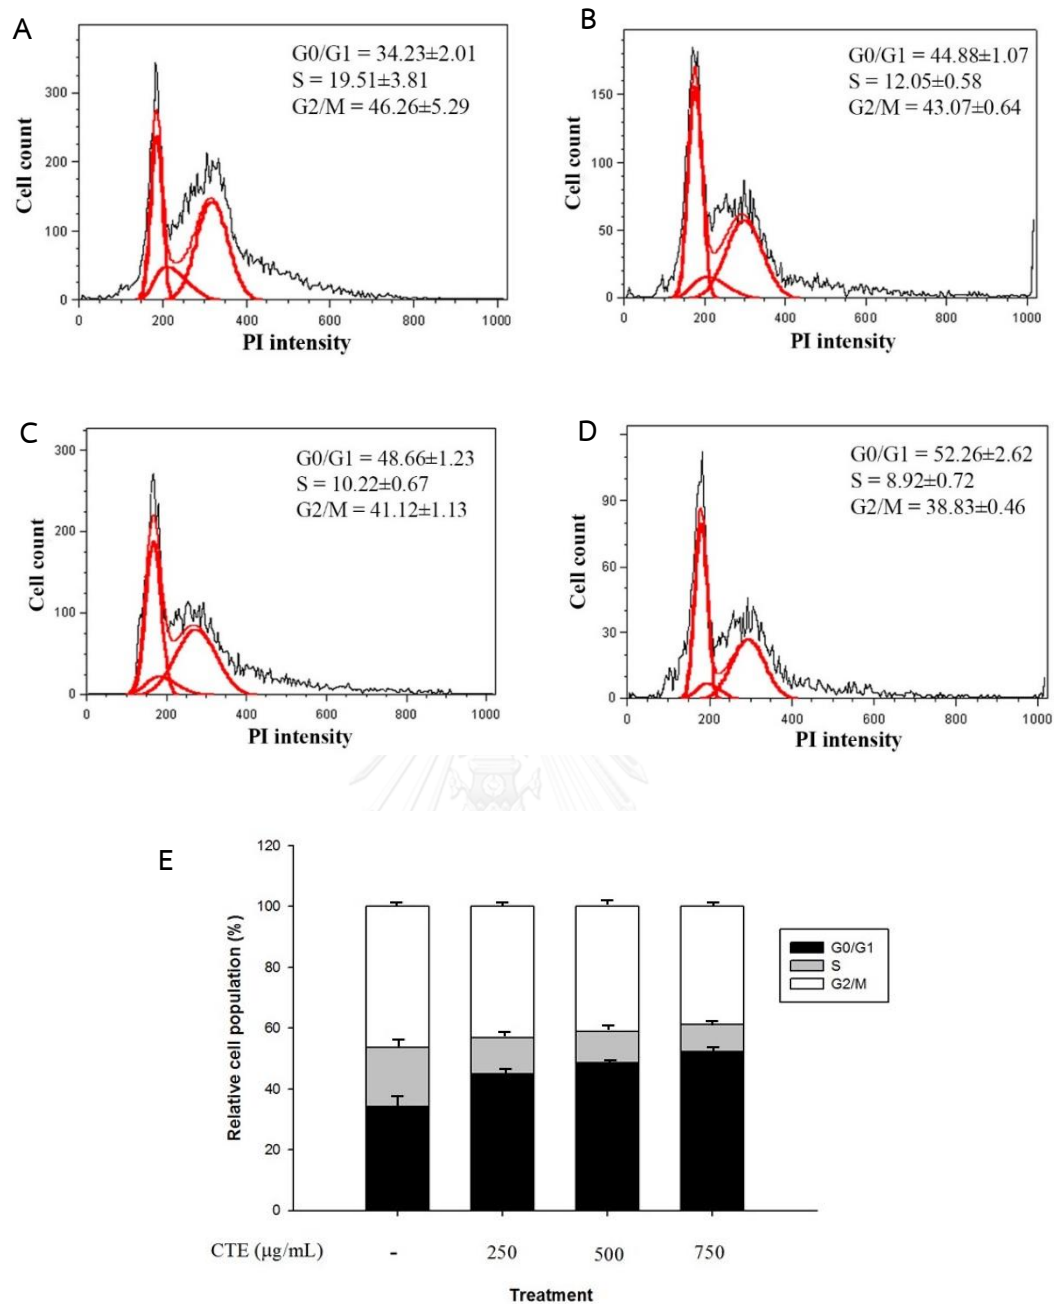 A
G0/G1 = 34.23±2.01
S = 19.51±3.81
G2/M = 46.26±5.29
Cell count
300
200
100
0
0 200 400 600 800 1000
PI intensity
B
G0/G1 = 44.88±1.07
S = 12.05±0.58
G2/M = 43.07±0.64
Cell count
150
100
50
0
0 200 400 600 800 1000
PI intensity
C
G0/G1 = 48.66±1.23
S = 10.22±0.67
G2/M = 41.12±1.13
Cell count
300
200
100
0
0 200 400 600 800 1000
PI intensity
D
G0/G1 = 52.26±2.62
S = 8.92±0.72
G2/M = 38.83±0.46
Cell count
90
60
30
0
0 200 400 600 800 1000
PI intensity
E
Relative cell population (%)
120
100
80
60
40
20
0
G0/G1
S
G2/M
CTE (µg/mL) - 250 500 750
Treatment